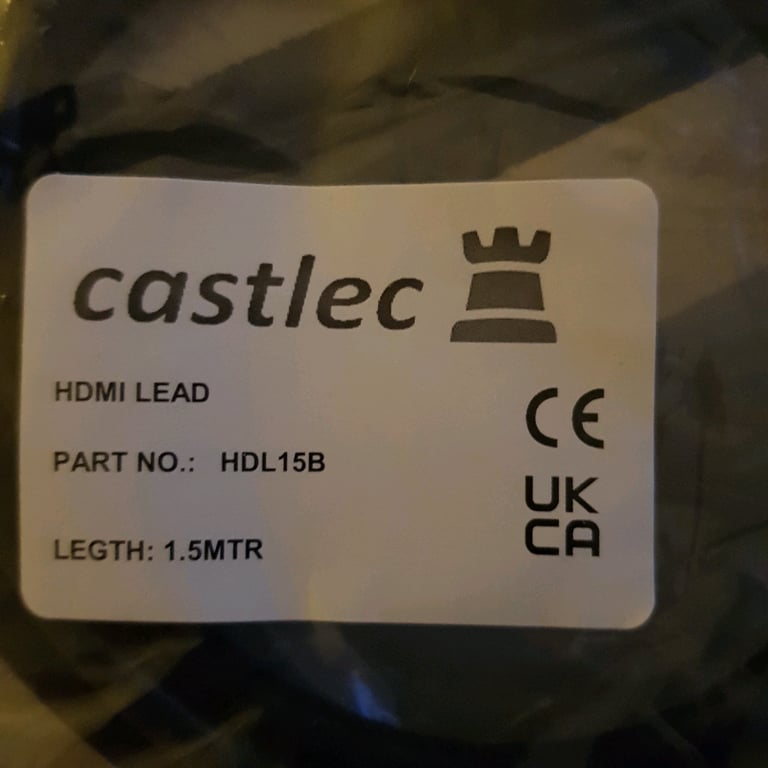 castlec
HDMI LEAD
PART NO.: HDL15B
LEGTH: 1.5MTR
CE
UK
CA